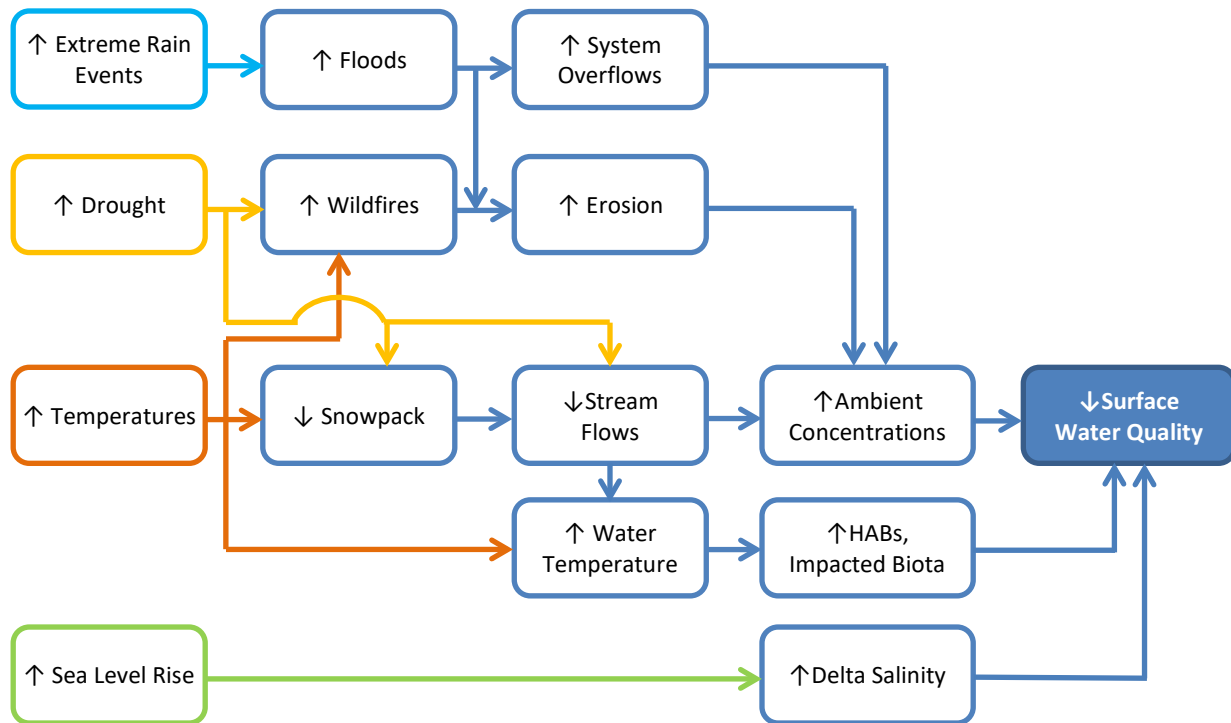 ↑ Extreme Rain
Events
↑ Floods
↑ System
Overflows
↑ Drought
↑ Wildfires
↑ Erosion
↑ Temperatures
↓ Snowpack
↓Stream
Flows
↑Ambient
Concentrations
↓Surface
Water Quality
↑ Water
Temperature
↑HABs,
Impacted Biota
↑ Sea Level Rise
↑Delta Salinity